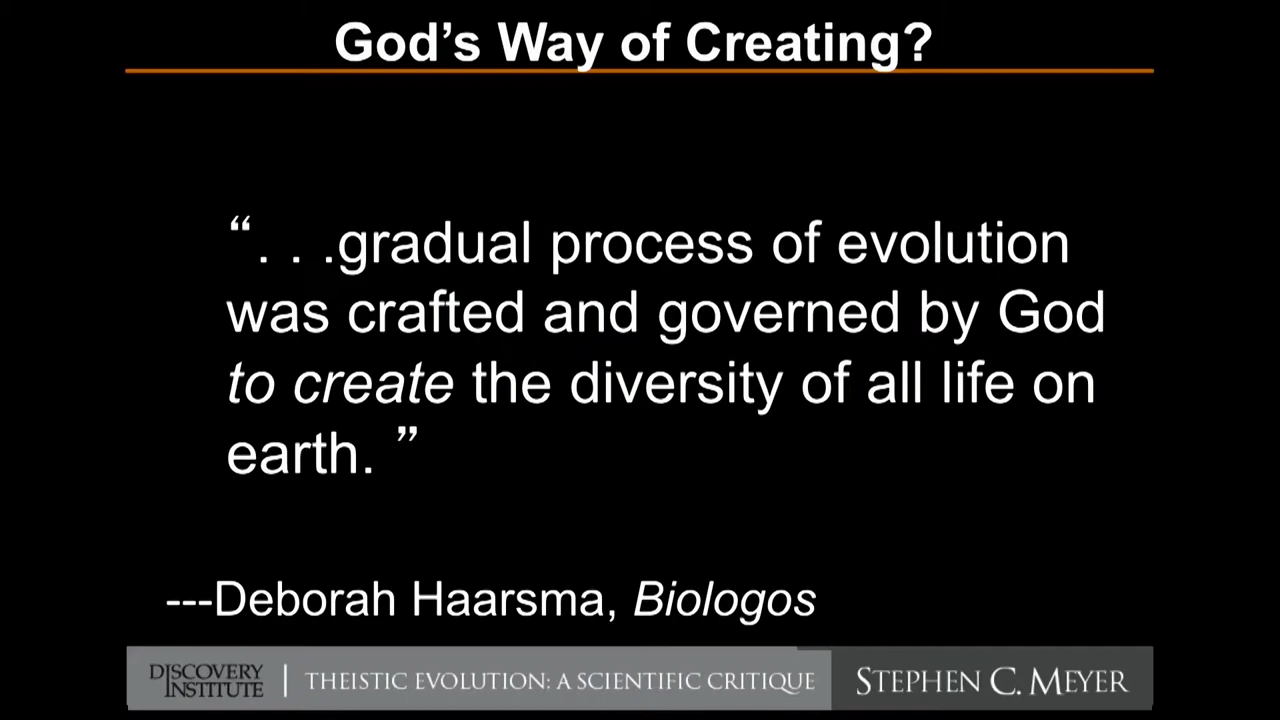 God’s Way of Creating?
“. . .gradual process of evolution
was crafted and governed by God
to create the diversity of all life on
earth. ”
---Deborah Haarsma, Biologos
DISCOVERY
INSTITUTE | THEISTIC EVOLUTION: A SCIENTIFIC CRITIQUE STEPHEN C. MEYER